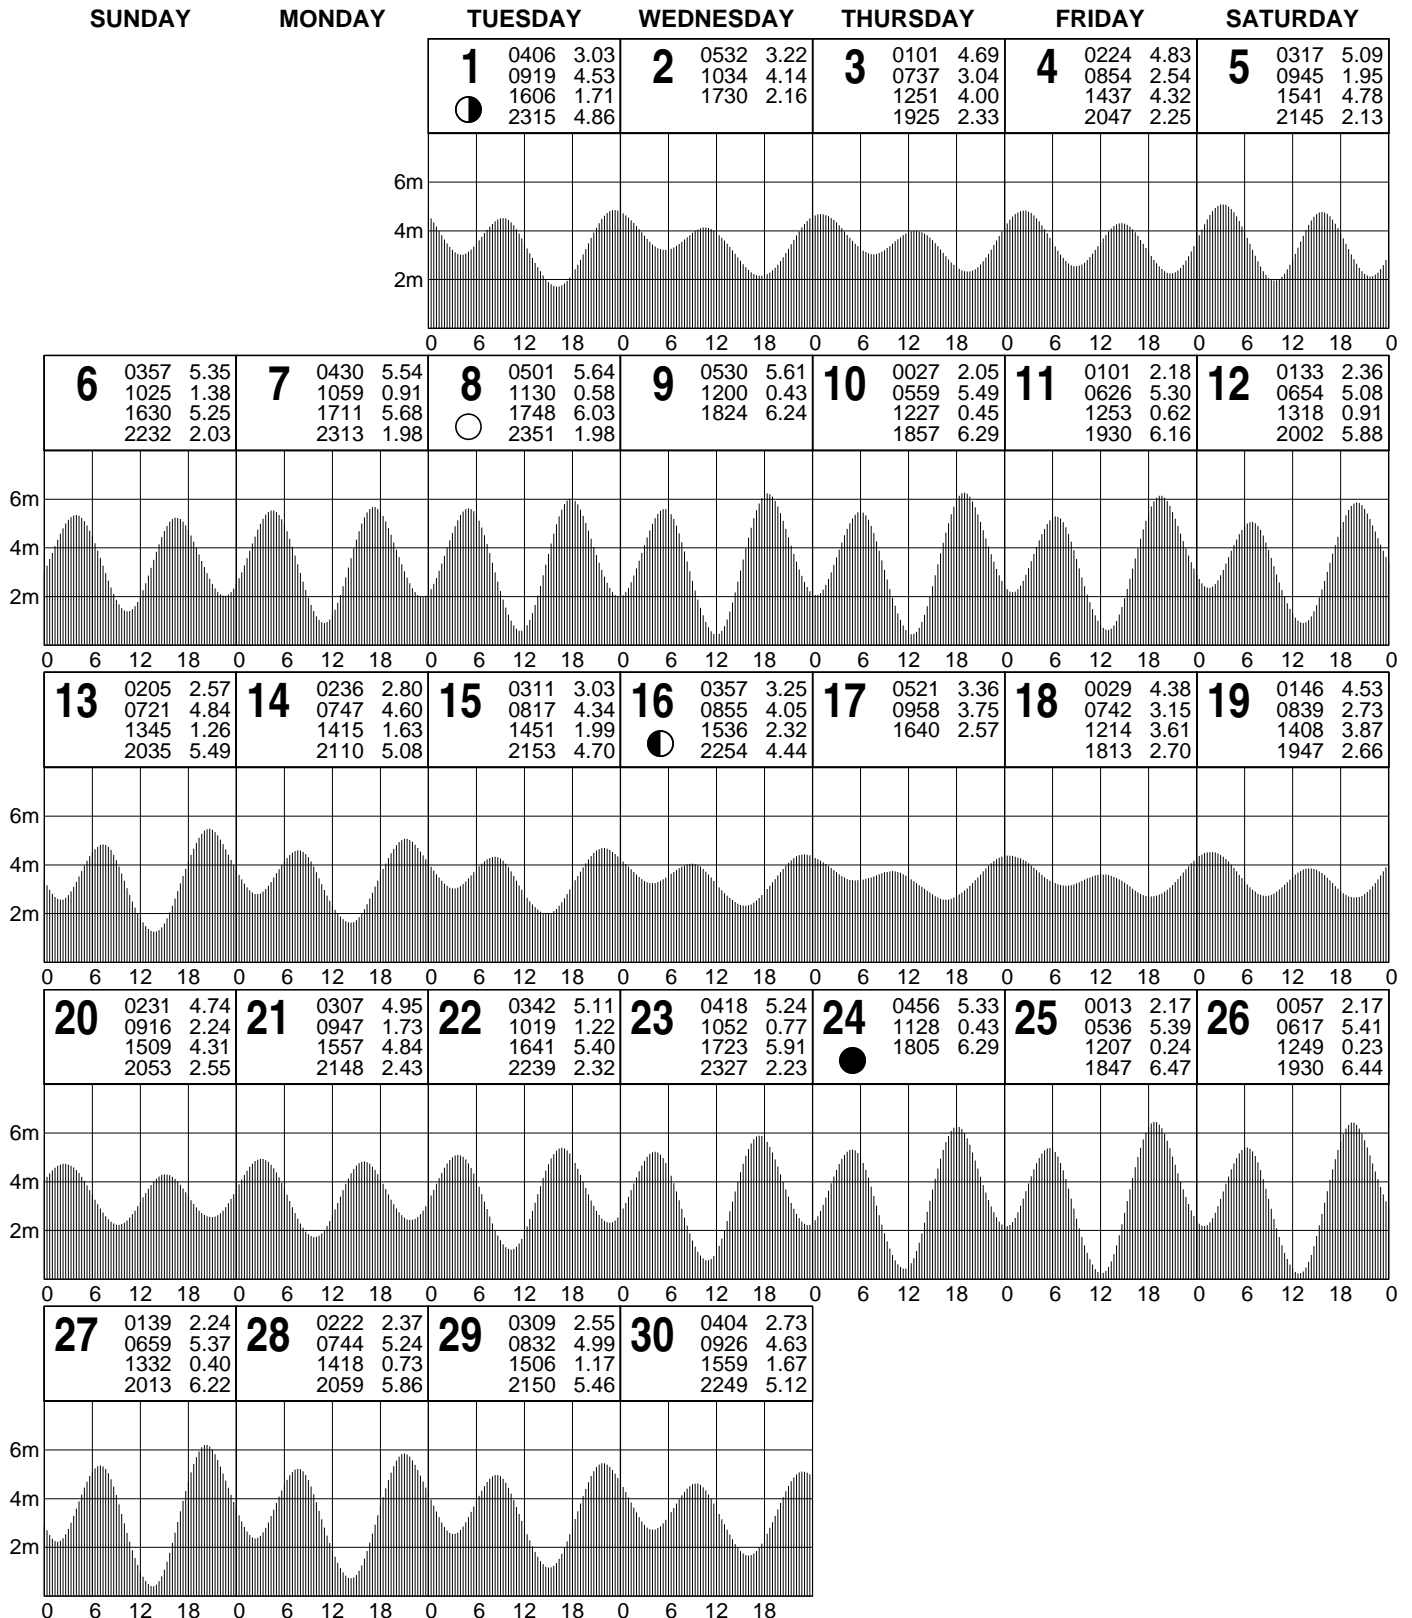 SUNDAY MONDAY TUESDAY WEDNESDAY THURSDAY FRIDAY SATURDAY
1 0406 3.03
0919 4.53
1606 1.71
2315 4.86
2 0532 3.22
1034 4.14
1730 2.16
3 0101 4.69
0737 3.04
1251 4.00
1925 2.33
4 0224 4.83
0854 2.54
1437 4.32
2047 2.25
5 0317 5.09
0945 1.95
1541 4.78
2145 2.13
6m
4m
2m
0 6 12 18 0 6 12 18 0 6 12 18 0 6 12 18 0 6 12 18 0
6 0357 5.35
1025 1.38
1630 5.25
2232 2.03
7 0430 5.54
1059 0.91
1711 5.68
2313 1.98
8 0501 5.64
1130 0.58
1748 6.03
2351 1.98
9 0530 5.61
1200 0.43
1824 6.24
10 0027 2.05
0559 5.49
1227 0.45
1857 6.29
11 0101 2.18
0626 5.30
1253 0.62
1930 6.16
12 0133 2.36
0654 5.08
1318 0.91
2002 5.88
6m
4m
2m
0 6 12 18 0 6 12 18 0 6 12 18 0 6 12 18 0 6 12 18 0 6 12 18 0 6 12 18 0
13 0205 2.57
0721 4.84
1345 1.26
2035 5.49
14 0236 2.80
0747 4.60
1415 1.63
2110 5.08
15 0311 3.03
0817 4.34
1451 1.99
2153 4.70
16 0357 3.25
0855 4.05
1536 2.32
2254 4.44
17 0521 3.36
0958 3.75
1640 2.57
18 0029 4.38
0742 3.15
1214 3.61
1813 2.70
19 0146 4.53
0839 2.73
1408 3.87
1947 2.66
6m
4m
2m
0 6 12 18 0 6 12 18 0 6 12 18 0 6 12 18 0 6 12 18 0 6 12 18 0 6 12 18 0
20 0231 4.74
0916 2.24
1509 4.31
2053 2.55
21 0307 4.95
0947 1.73
1557 4.84
2148 2.43
22 0342 5.11
1019 1.22
1641 5.40
2239 2.32
23 0418 5.24
1052 0.77
1723 5.91
2327 2.23
24 0456 5.33
1128 0.43
1805 6.29
25 0013 2.17
0536 5.39
1207 0.24
1847 6.47
26 0057 2.17
0617 5.41
1249 0.23
1930 6.44
6m
4m
2m
0 6 12 18 0 6 12 18 0 6 12 18 0 6 12 18 0 6 12 18 0 6 12 18 0 6 12 18 0
27 0139 2.24
0659 5.37
1332 0.40
2013 6.22
28 0222 2.37
0744 5.24
1418 0.73
2059 5.86
29 0309 2.55
0832 4.99
1506 1.17
2150 5.46
30 0404 2.73
0926 4.63
1559 1.67
2249 5.12
6m
4m
2m
0 6 12 18 0 6 12 18 0 6 12 18 0 6 12 18